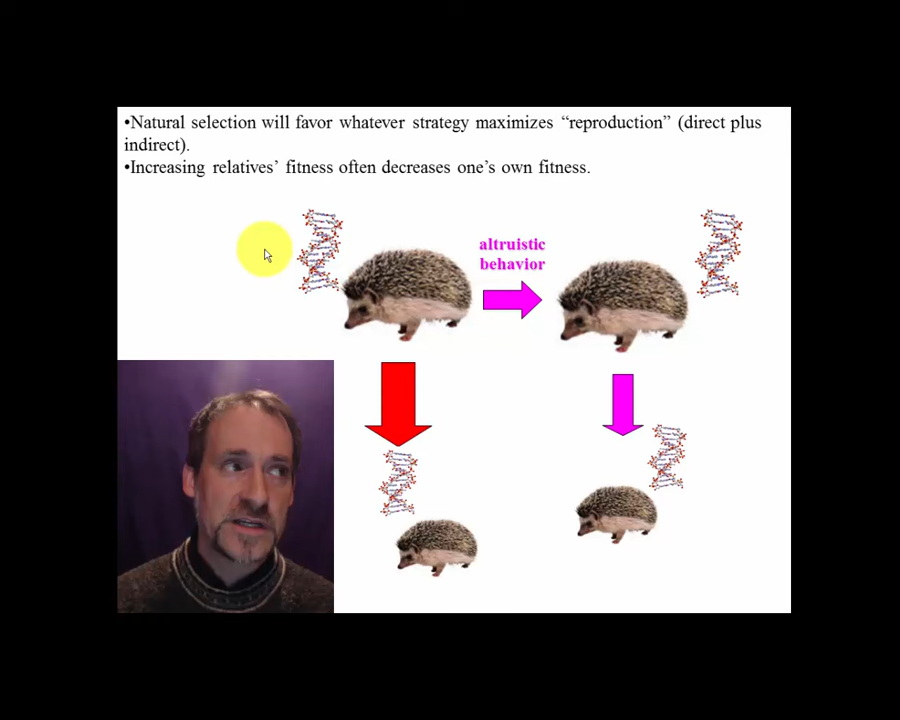 •Natural selection will favor whatever strategy maximizes “reproduction” (direct plus
indirect).
•Increasing relatives’ fitness often decreases one’s own fitness.
altruistic
behavior